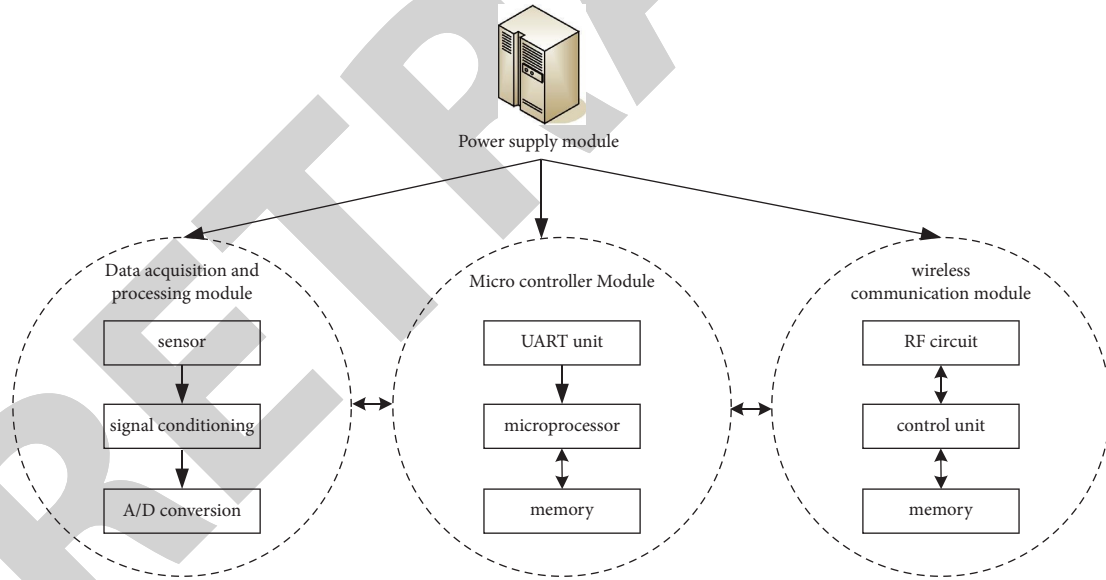 Power supply module
Data acquisition and
processing module
sensor
signal conditioning
A/D conversion
Micro controller Module
UART unit
microprocessor
memory
wireless
communication module
RF circuit
control unit
memory
RETRA